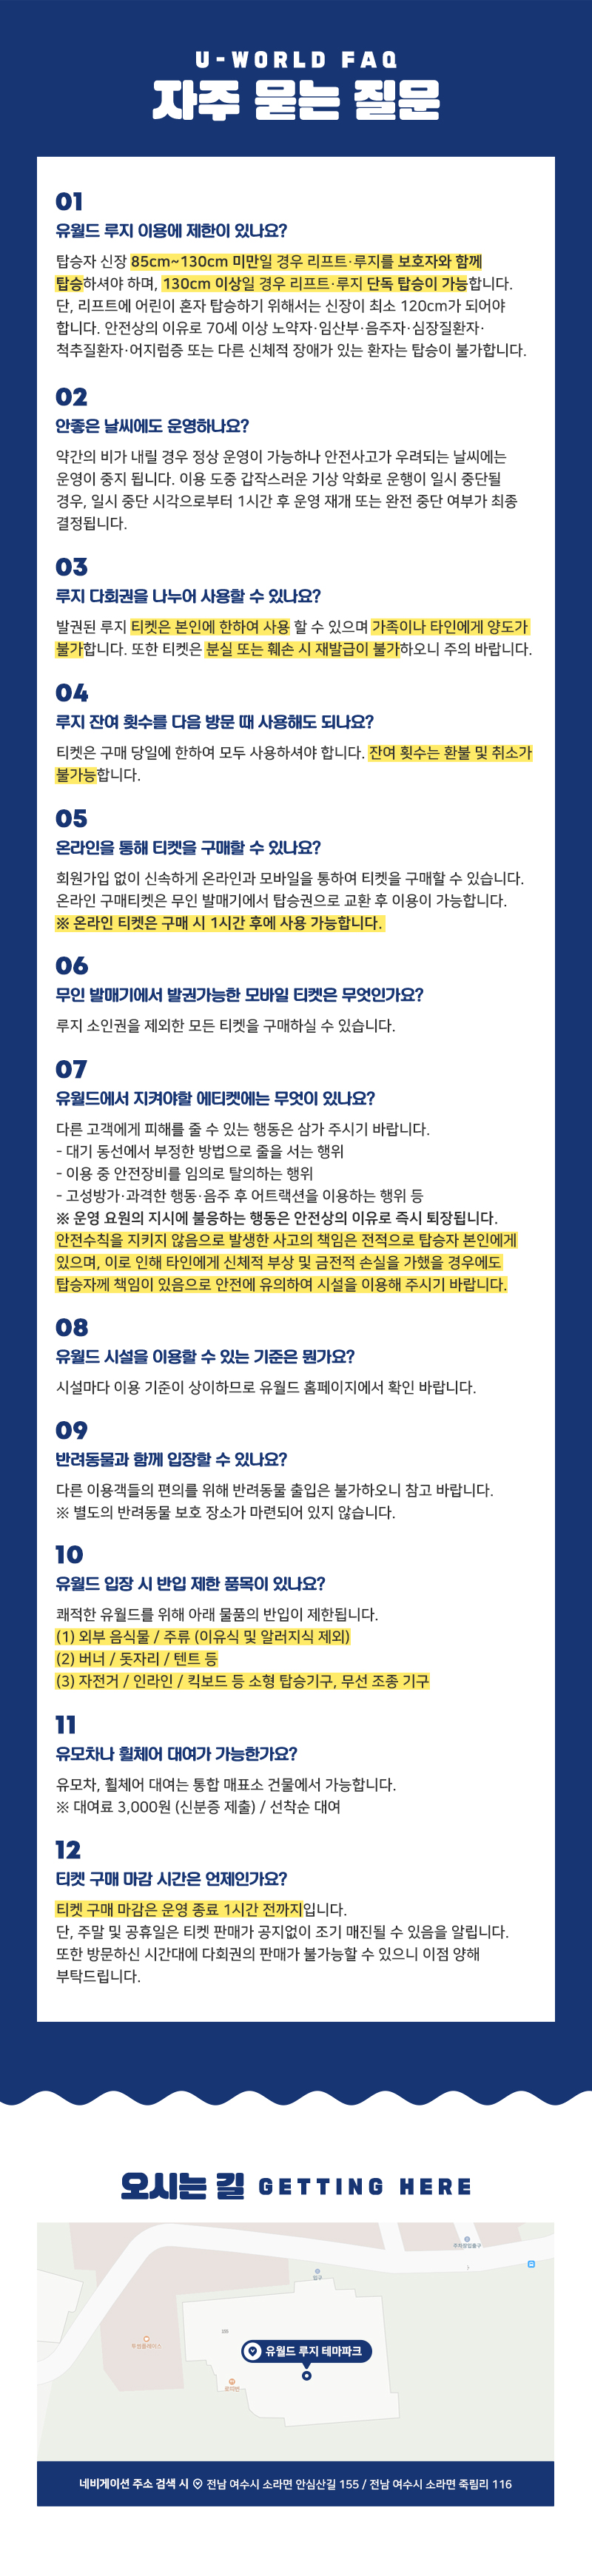 U-WORLD FAQ
자주 묻는 질문
01
유월드 루지 이용에 제한이 있나요?
탑승자 신장 85cm~130cm 미만일 경우 리프트·루지를 보호자와 함께
탑승하셔야 하며, 130cm 이상일 경우 리프트·루지 단독 탑승이 가능합니다.
단, 리프트에 어린이 혼자 탑승하기 위해서는 신장이 최소 120cm가 되어야
합니다. 안전상의 이유로 70세 이상 노약자·임산부·음주자·심장질환자·
척추질환자·어지럼증 또는 다른 신체적 장애가 있는 환자는 탑승이 불가합니다.
02
안좋은 날씨에도 운영하나요?
약간의 비가 내릴 경우 정상 운영이 가능하나 안전사고가 우려되는 날씨에는
운영이 중지 됩니다. 이용 도중 갑작스러운 기상 악화로 운행이 일시 중단될
경우, 일시 중단 시각으로부터 1시간 후 운영 재개 또는 완전 중단 여부가 최종
결정됩니다.
03
루지 다회권을 나누어 사용할 수 있나요?
발권된 루지 티켓은 본인에 한하여 사용 할 수 있으며 가족이나 타인에게 양도가
불가합니다. 또한 티켓은 분실 또는 훼손 시 재발급이 불가하오니 주의 바랍니다.
04
루지 잔여 횟수를 다음 방문 때 사용해도 되나요?
티켓은 구매 당일에 한하여 모두 사용하셔야 합니다. 잔여 횟수는 환불 및 취소가
불가능합니다.
05
온라인을 통해 티켓을 구매할 수 있나요?
회원가입 없이 신속하게 온라인과 모바일을 통하여 티켓을 구매할 수 있습니다.
온라인 구매티켓은 무인 발매기에서 탑승권으로 교환 후 이용이 가능합니다.
※ 온라인 티켓은 구매 시 1시간 후에 사용 가능합니다.
06
무인 발매기에서 발권가능한 모바일 티켓은 무엇인가요?
루지 소인권을 제외한 모든 티켓을 구매하실 수 있습니다.
07
유월드에서 지켜야할 에티켓에는 무엇이 있나요?
다른 고객에게 피해를 줄 수 있는 행동은 삼가 주시기 바랍니다.
- 대기 동선에서 부정한 방법으로 줄을 서는 행위
- 이용 중 안전장비를 임의로 탈의하는 행위
- 고성방가·과격한 행동·음주 후 어트랙션을 이용하는 행위 등
※ 운영 요원의 지시에 불응하는 행동은 안전상의 이유로 즉시 퇴장됩니다.
안전수칙을 지키지 않음으로 발생한 사고의 책임은 전적으로 탑승자 본인에게
있으며, 이로 인해 타인에게 신체적 부상 및 금전적 손실을 가했을 경우에도
탑승자께 책임이 있음으로 안전에 유의하여 시설을 이용해 주시기 바랍니다.
08
유월드 시설을 이용할 수 있는 기준은 뭔가요?
시설마다 이용 기준이 상이하므로 유월드 홈페이지에서 확인 바랍니다.
09
반려동물과 함께 입장할 수 있나요?
다른 이용객들의 편의를 위해 반려동물 출입은 불가하오니 참고 바랍니다.
※ 별도의 반려동물 보호 장소가 마련되어 있지 않습니다.
10
유월드 입장 시 반입 제한 품목이 있나요?
쾌적한 유월드를 위해 아래 물품의 반입이 제한됩니다.
(1) 외부 음식물 / 주류 (이유식 및 알러지식 제외)
(2) 버너 / 돗자리 / 텐트 등
(3) 자전거 / 인라인 / 킥보드 등 소형 탑승기구, 무선 조종 기구
11
유모차나 휠체어 대여가 가능한가요?
유모차, 휠체어 대여는 통합 매표소 건물에서 가능합니다.
※ 대여료 3,000원 (신분증 제출) / 선착순 대여
12
티켓 구매 마감 시간은 언제인가요?
티켓 구매 마감은 운영 종료 1시간 전까지입니다.
단, 주말 및 공휴일은 티켓 판매가 공지없이 조기 매진될 수 있음을 알립니다.
또한 방문하신 시간대에 다회권의 판매가 불가능할 수 있으니 이점 양해
부탁드립니다.
오시는 길 GETTING HERE
입구
유월드 루지 테마파크
네비게이션 주소 검색 시 전남 여수시 소라면 안심산길 155 / 전남 여수시 소라면 죽림리 116